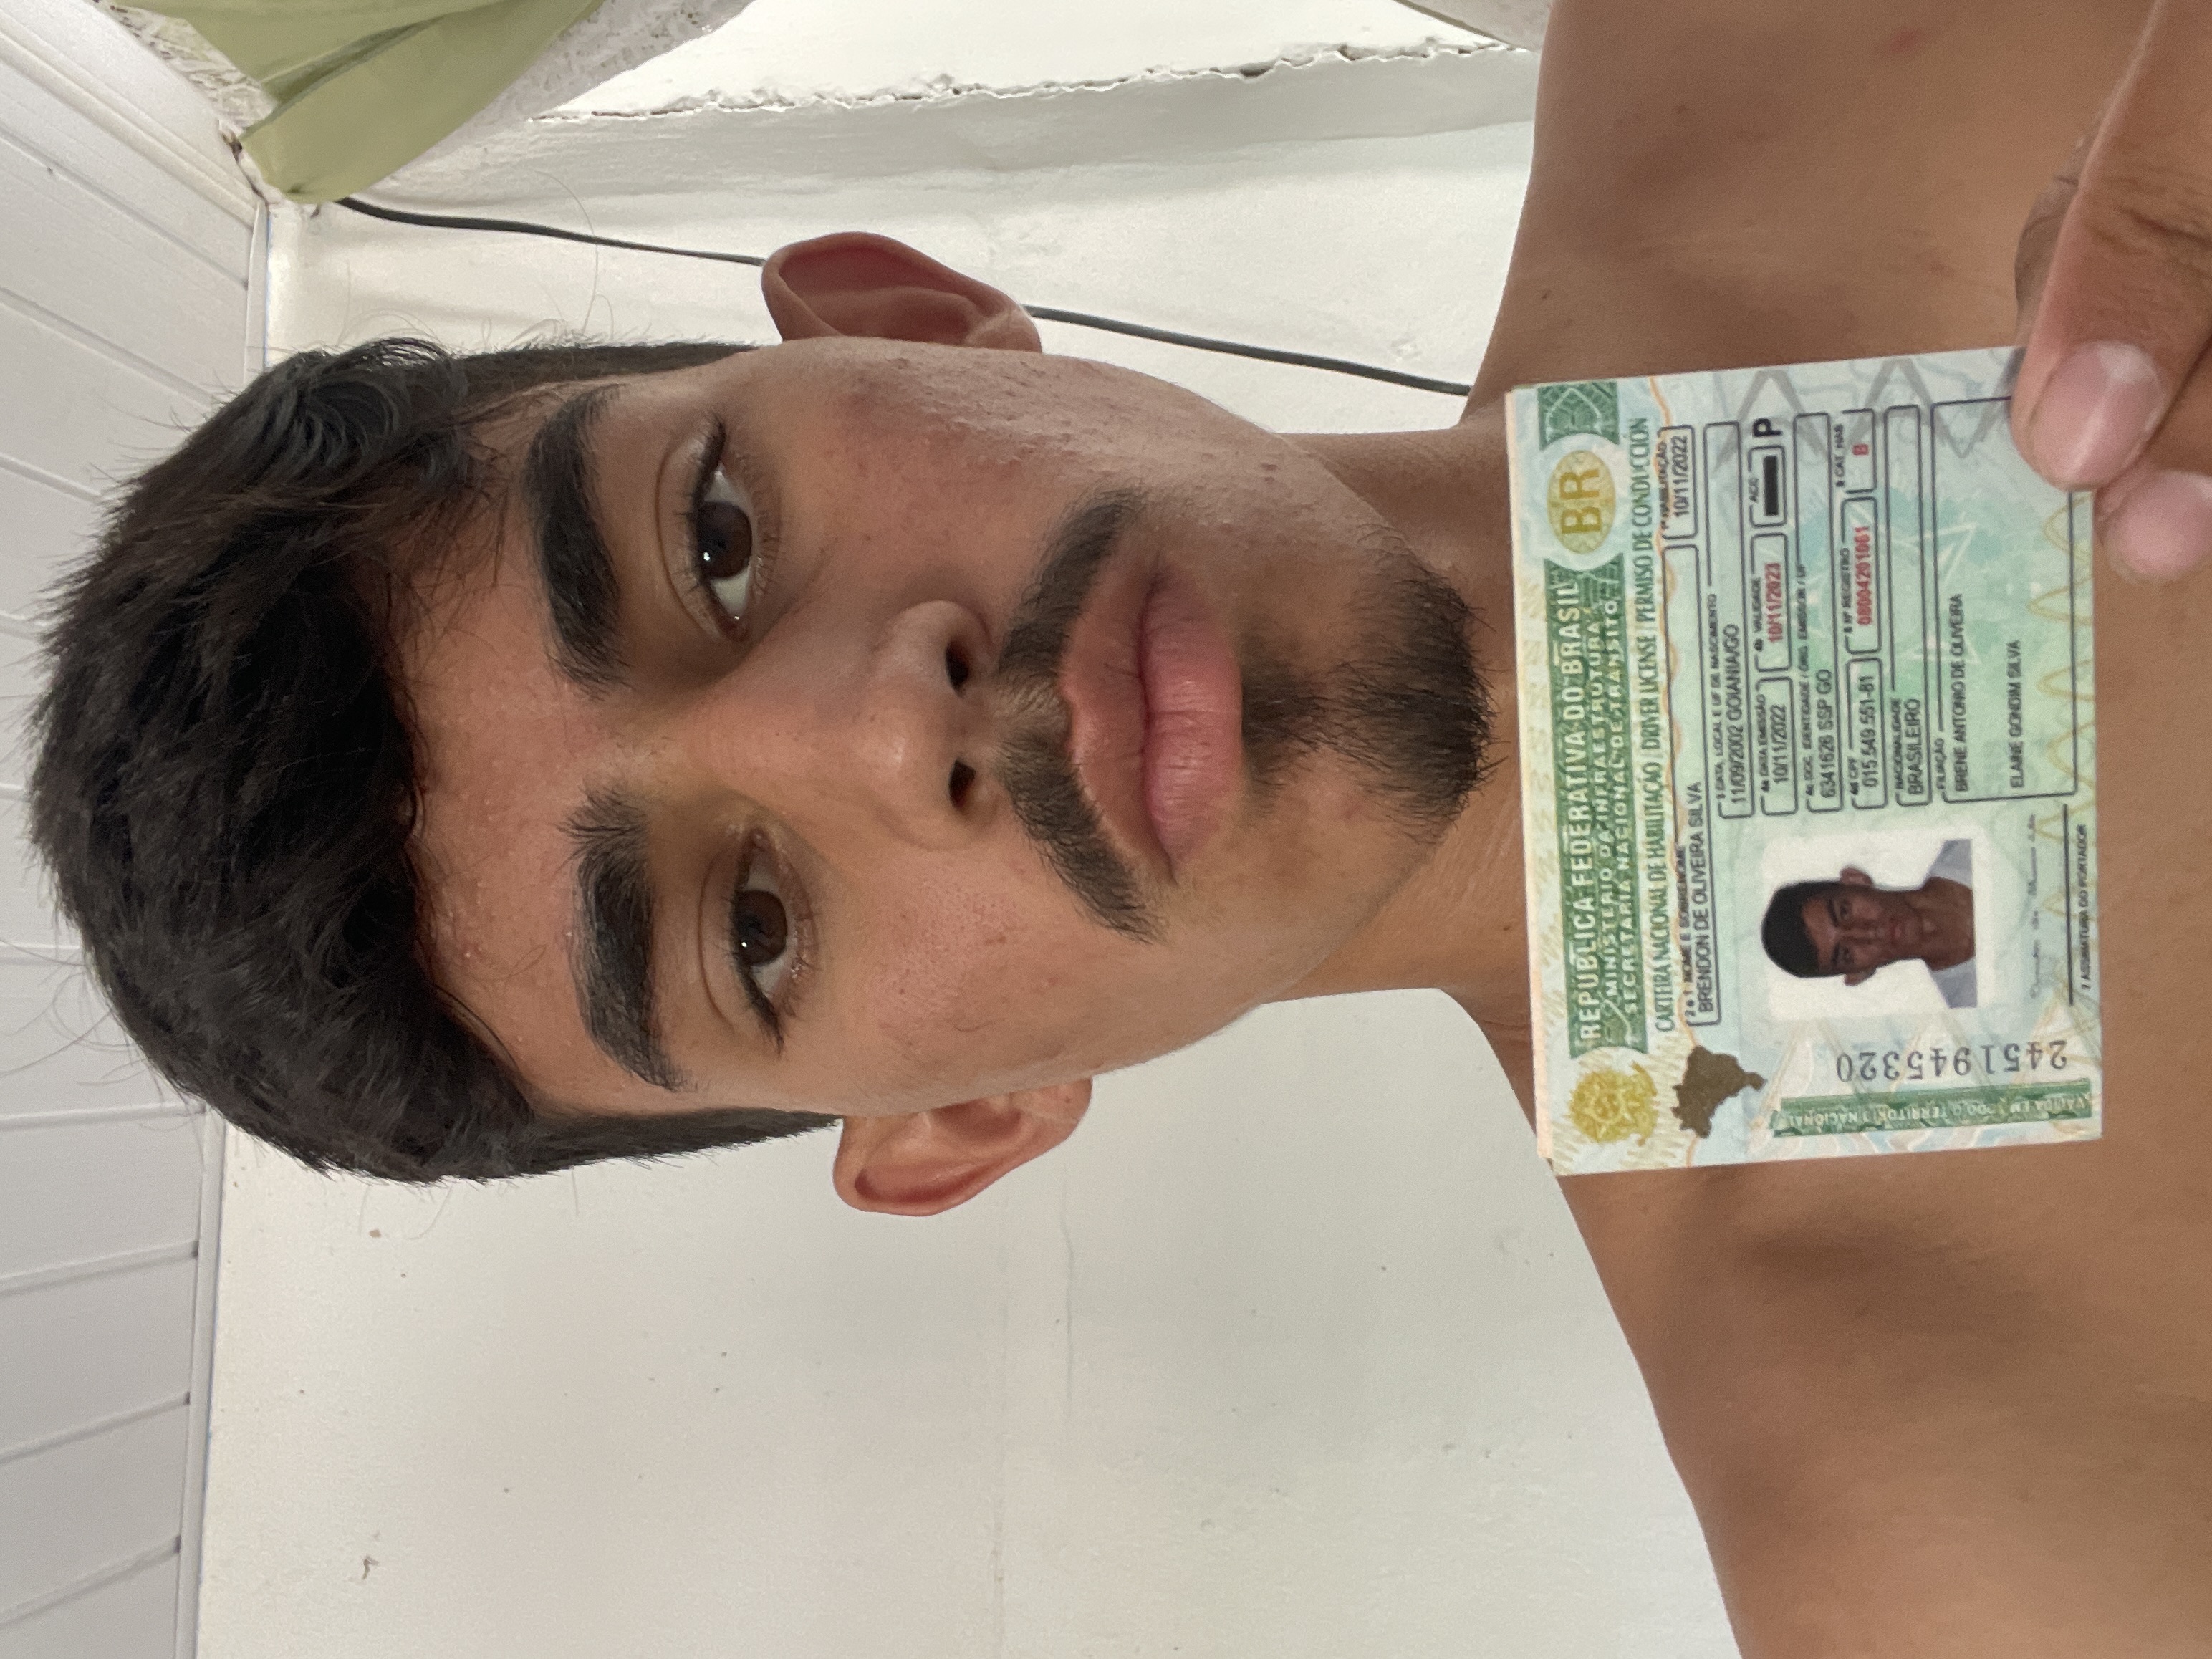 REPÚBLICA FEDERATIVA DO BRASIL
MINISTÉRIO DA INFRAESTRUTURA
SECRETARIA NACIONAL DE TRÂNSITO
BR
CARTEIRA NACIONAL DE HABILITAÇÃO / DRIVER LICENSE / PERMISO DE CONDUCCIÓN
2 e 1 NOME E SOBRENOME
BRENDON DE OLIVEIRA SILVA
1ª HABILITAÇÃO
10/11/2022
3 DATA, LOCAL E UF DE NASCIMENTO
11/09/2002 GOIANIA/GO
4a DATA EMISSÃO
10/11/2022
4b VALIDADE
10/11/2023
ACC
P
4c DOC. IDENTIDADE / ÓRG. EMISSOR / UF
6341626 SSP GO
4d CPF
015.549.551-81
5 Nº REGISTRO
08004201061
9 CAT. HAB
B
NACIONALIDADE
BRASILEIRO
FILIAÇÃO
BRENE ANTONIO DE OLIVEIRA
ELAINE GONDIM SILVA
VÁLIDA EM TODO O TERRITÓRIO NACIONAL
2451945320
7 ASSINATURA DO PORTADOR